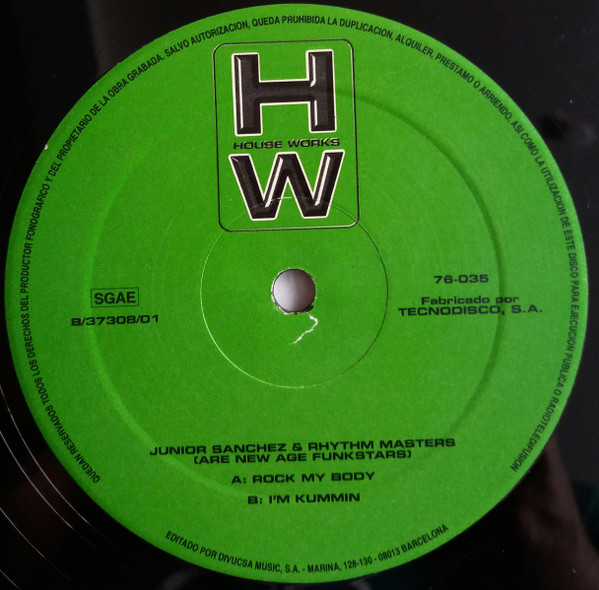 QUEDAN RESERVADOS TODOS LOS DERECHOS DEL PRODUCTOR FONOGRAFICO Y DEL PROPIETARIO DE LA OBRA GRABADA. SALVO AUTORIZACION, QUEDA PROHIBIDA LA DUPLICACION, ALQUILER, PRESTAMO O ARRIENDO, ASI COMO LA UTILIZACION DE ESTE DISCO PARA EJECUCION PUBLICA O RADIOTELEDIFUSION
H
HOUSE WORKS
W
SGAE
B/37308/01
76-035
Fabricado por
TECNODISCO, S.A.
JUNIOR SANCHEZ & RHYTHM MASTERS
(ARE NEW AGE FUNKSTARS)
A: ROCK MY BODY
B: I'M KUMMIN
EDITADO POR DIVUCSA MUSIC, S.A. - MARINA, 128-130 - 08013 BARCELONA